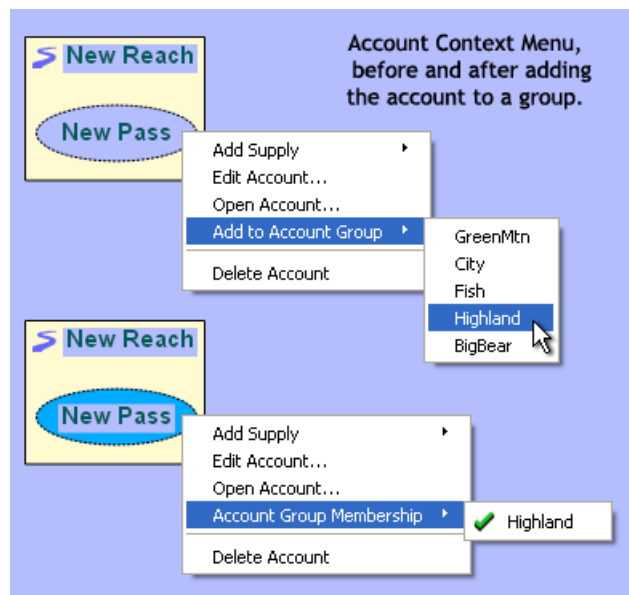 New Reach
Account Context Menu,
before and after adding
the account to a group.
New Pass
Add Supply
Edit Account...
Open Account...
Add to Account Group
Delete Account
GreenMtn
City
Fish
Highland
BigBear
New Reach
New Pass
Add Supply
Edit Account...
Open Account...
Account Group Membership
Highland
Delete Account